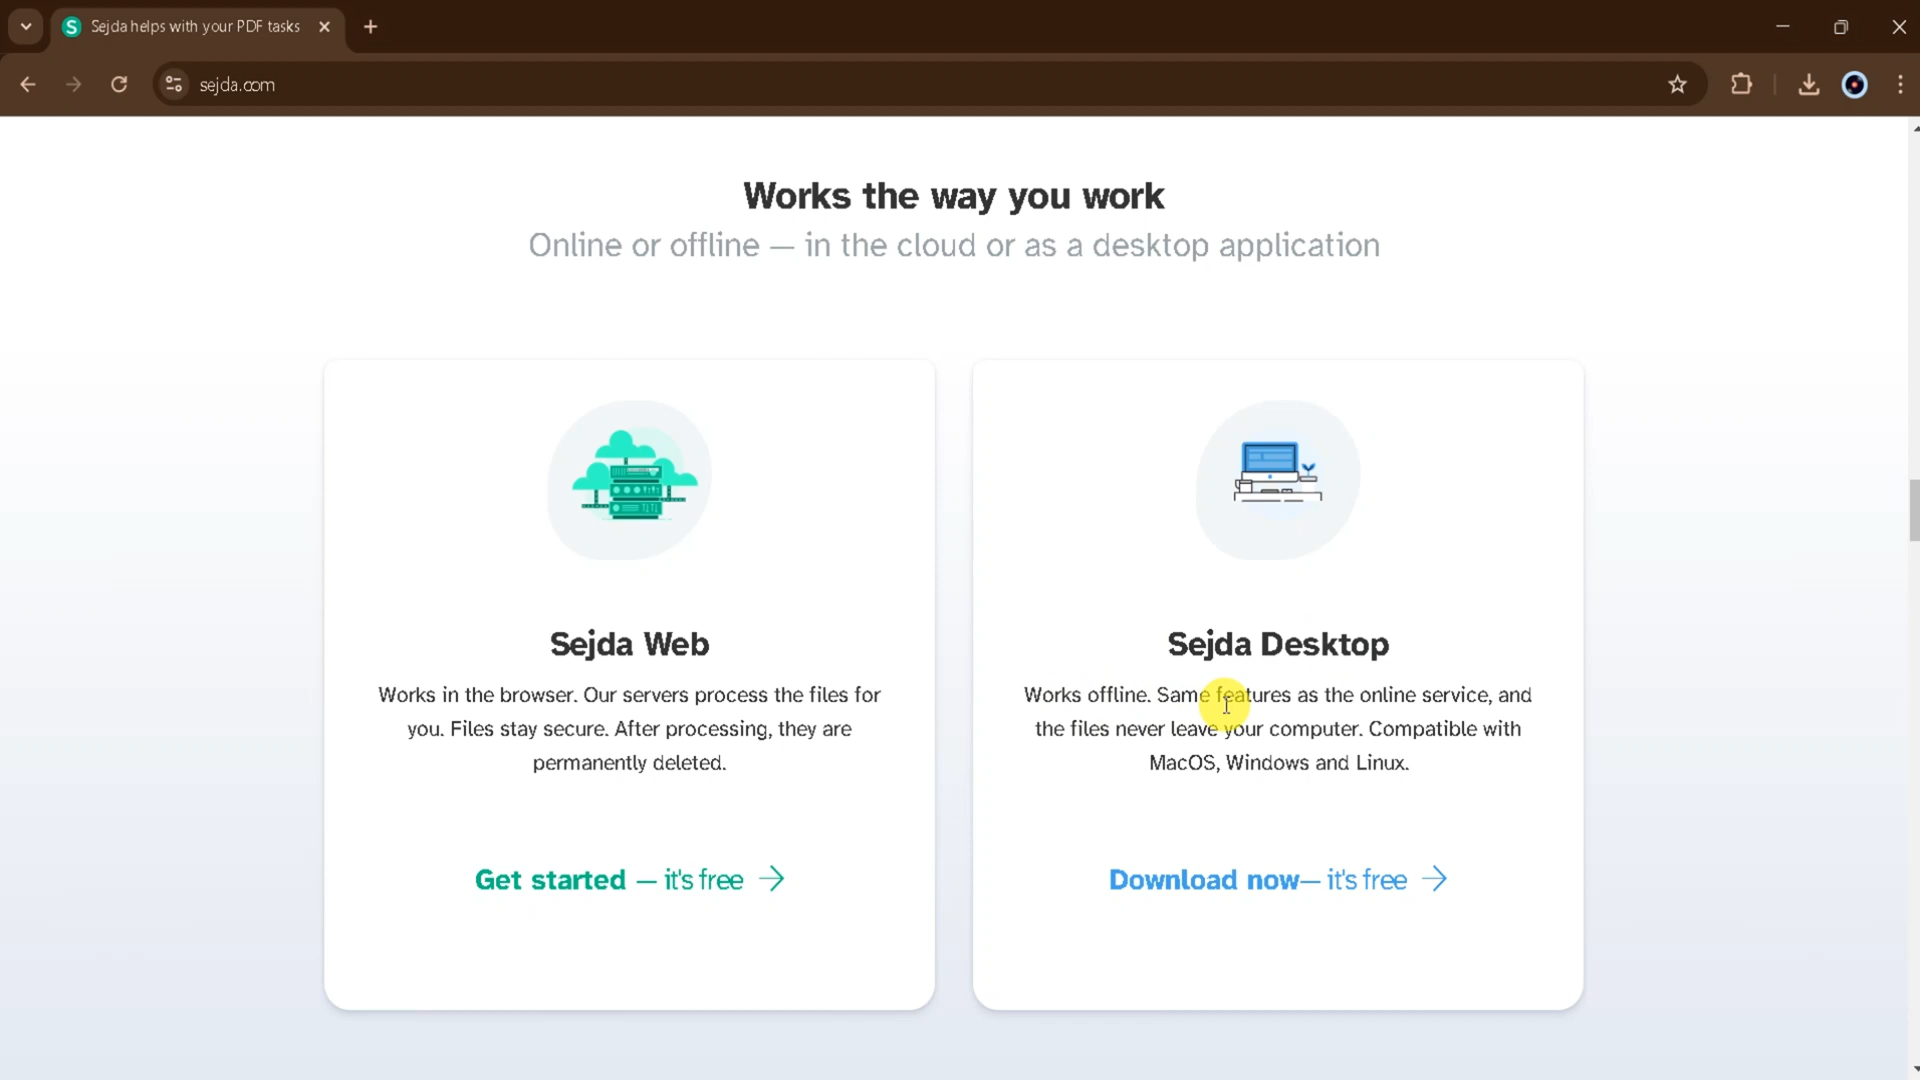 Sejda helps with your PDF tasks
sejda.com
Works the way you work
Online or offline — in the cloud or as a desktop application
Sejda Web
Works in the browser. Our servers process the files for
you. Files stay secure. After processing, they are
permanently deleted.
Get started — it's free →
Sejda Desktop
Works offline. Same features as the online service, and
the files never leave your computer. Compatible with
MacOS, Windows and Linux.
Download now— it's free →